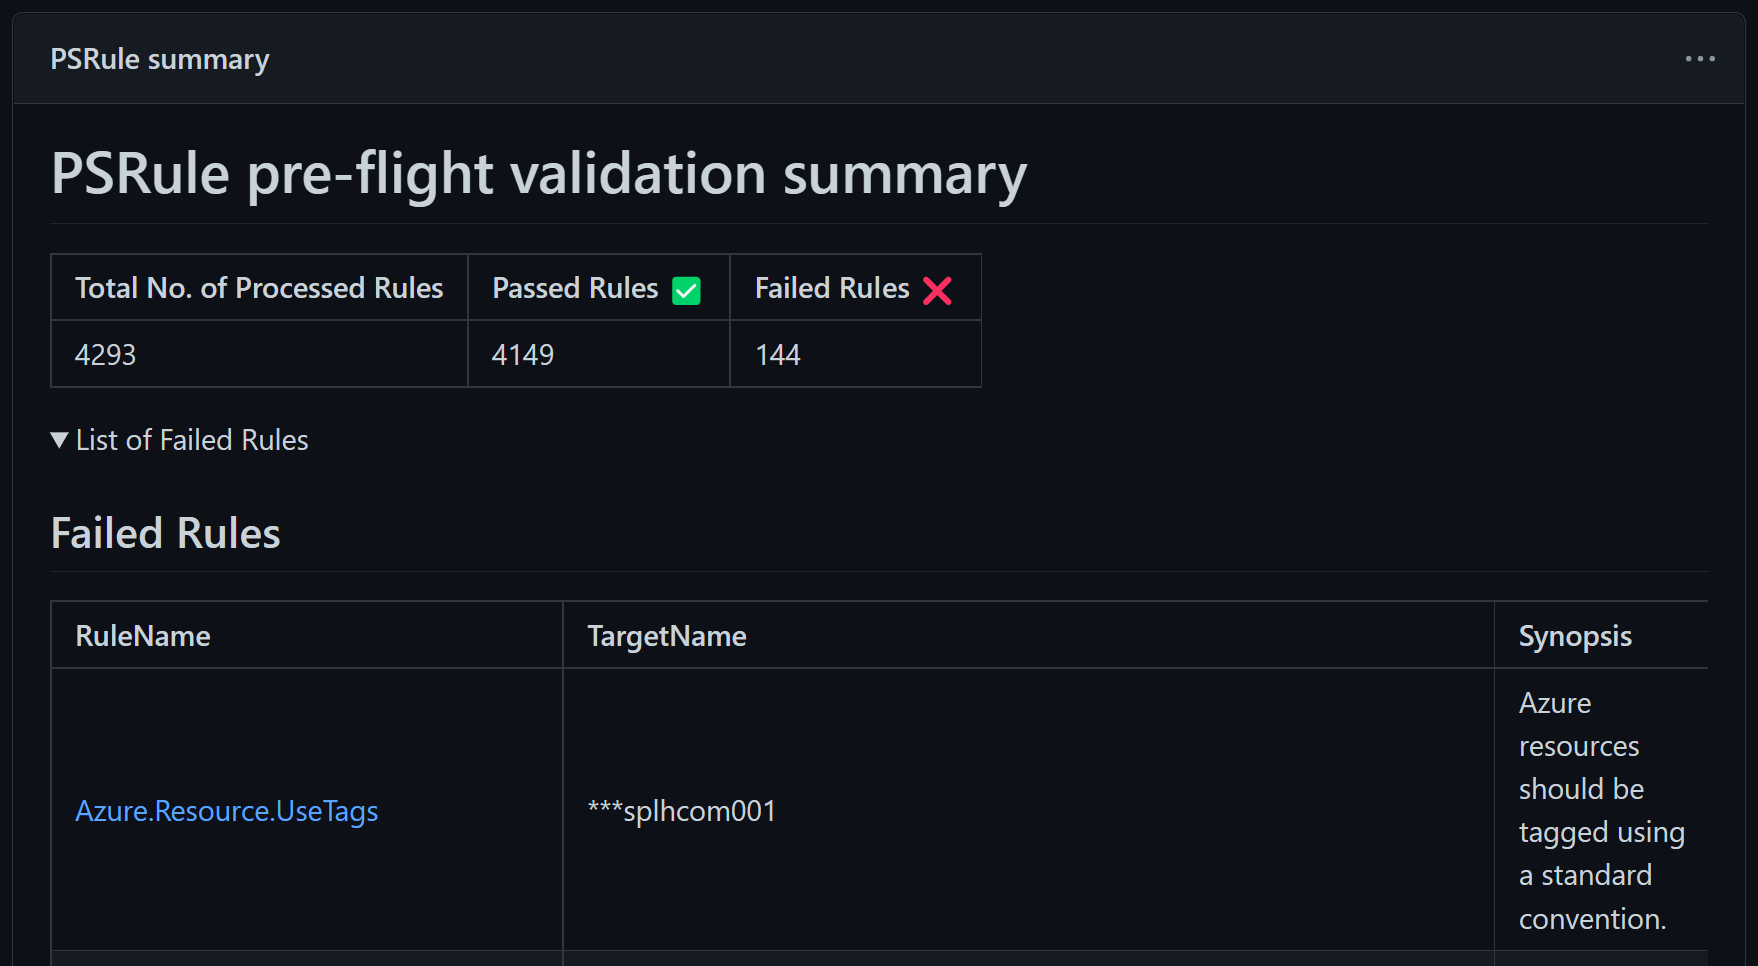 PSRule summary
PSRule pre-flight validation summary
Total No. of Processed Rules Passed Rules ✅ Failed Rules ❌
4293 4149 144
▼ List of Failed Rules
Failed Rules
RuleName TargetName Synopsis
Azure.Resource.UseTags ***splhcom001 Azure
resources
should be
tagged using
a standard
convention.